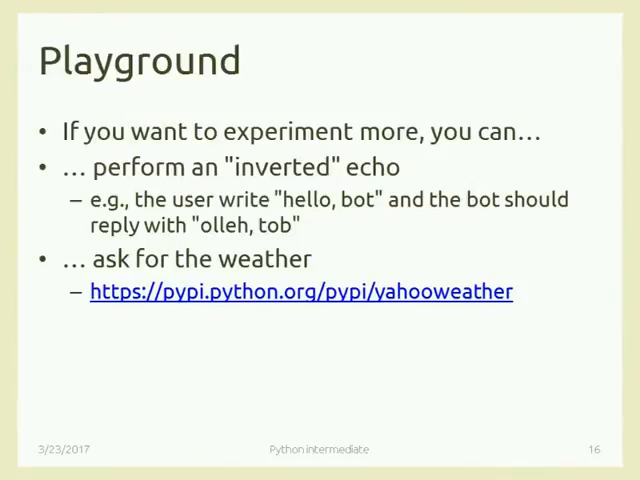 Playground
• If you want to experiment more, you can…
• … perform an "inverted" echo
– e.g., the user write "hello, bot" and the bot should
reply with "olleh, tob"
• … ask for the weather
– https://pypi.python.org/pypi/yahooweather
3/23/2017 Python intermediate 16